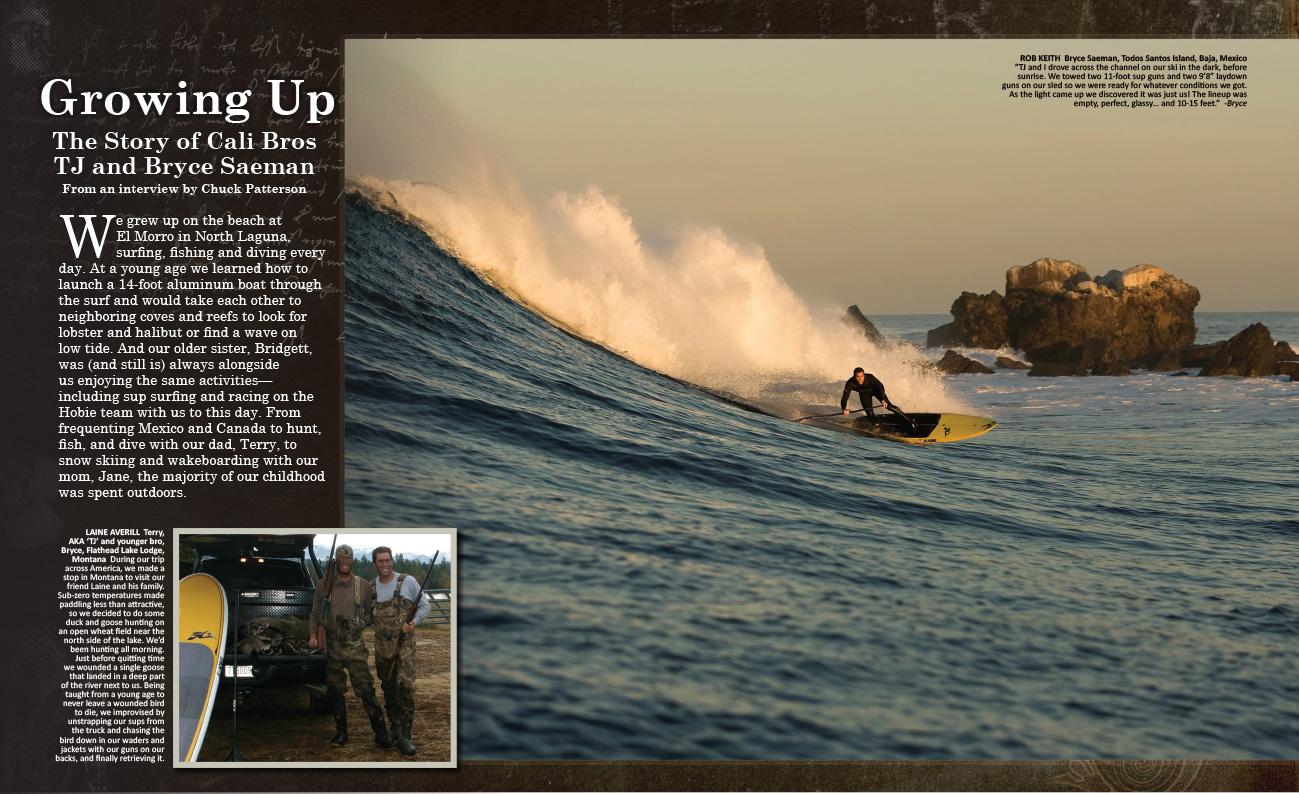 Growing Up
The Story of Cali Bros
TJ and Bryce Saeman
From an interview by Chuck Patterson
We grew up on the beach at
El Morro in North Laguna,
surfing, fishing and diving every
day. At a young age we learned how to
launch a 14-foot aluminum boat through
the surf and would take each other to
neighboring coves and reefs to look for
lobster and halibut or find a wave on
low tide. And our older sister, Bridgett,
was (and still is) always alongside
us enjoying the same activities—
including sup surfing and racing on the
Hobie team with us to this day. From
frequenting Mexico and Canada to hunt,
fish, and dive with our dad, Terry, to
snow skiing and wakeboarding with our
mom, Jane, the majority of our childhood
was spent outdoors.
LAINE AVERILL Terry,
AKA ‘TJ’ and younger bro,
Bryce, Flathead Lake Lodge,
Montana During our trip
across America, we made a
stop in Montana to visit our
friend Laine and his family.
Sub-zero temperatures made
paddling less than attractive,
so we decided to do some
duck and goose hunting on
an open wheat field near the
north side of the lake. We’d
been hunting all morning.
Just before quitting time
we wounded a single goose
that landed in a deep part
of the river next to us. Being
taught from a young age to
never leave a wounded bird
to die, we improvised by
unstrapping our sups from
the truck and chasing the
bird down in our waders and
jackets with our guns on our
backs, and finally retrieving it.
ROB KEITH Bryce Saeman, Todos Santos Island, Baja, Mexico
“TJ and I drove across the channel on our ski in the dark, before
sunrise. We towed two 11-foot sup guns and two 9’8” laydown
guns on our sled so we were ready for whatever conditions we got.
As the light came up we discovered it was just us! The lineup was
empty, perfect, glassy... and 10-15 feet.” -Bryce